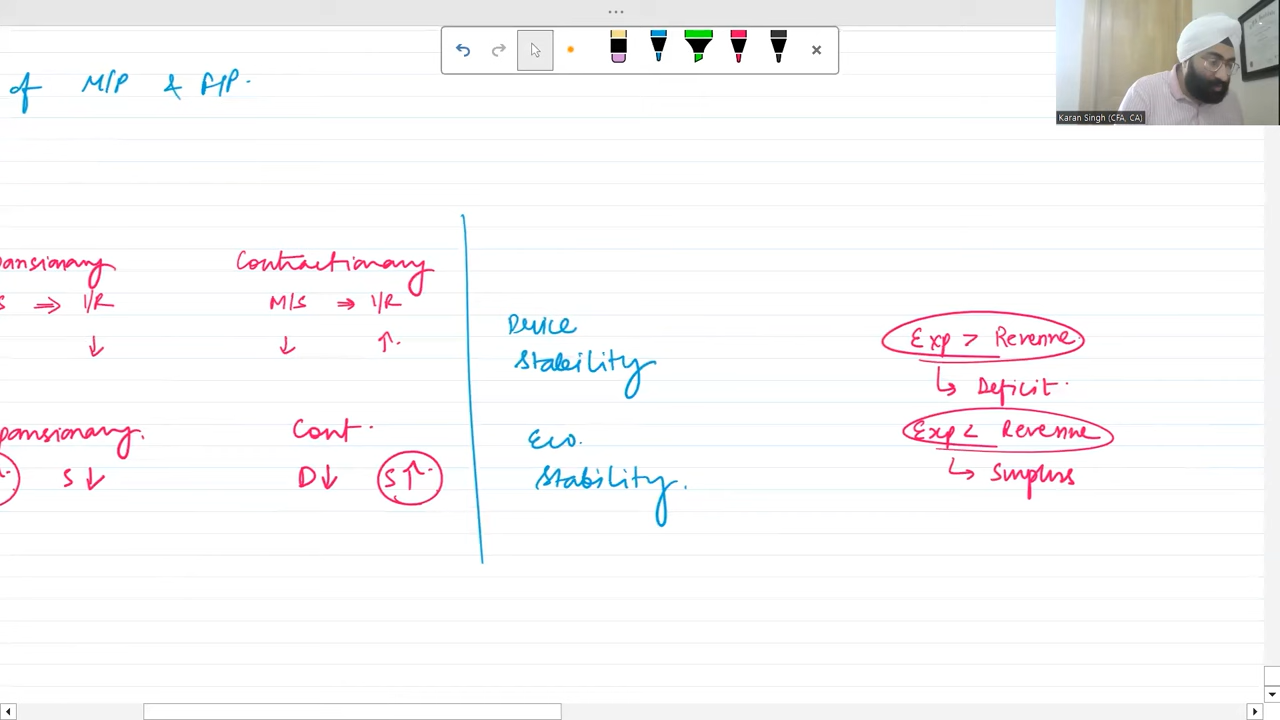 of M/P & F/P.
Karan Singh (CFA, CA)
pansionary Contractionary
S ⇒ I/R M/S ⇒ I/R
↓ ↓ ↑.
Price
Stability
Exp > Revenue
↳ Deficit.
pansionary. Cont.
S↓ D↓ S↑.
Eco.
Stability.
Exp < Revenue
↳ Surplus